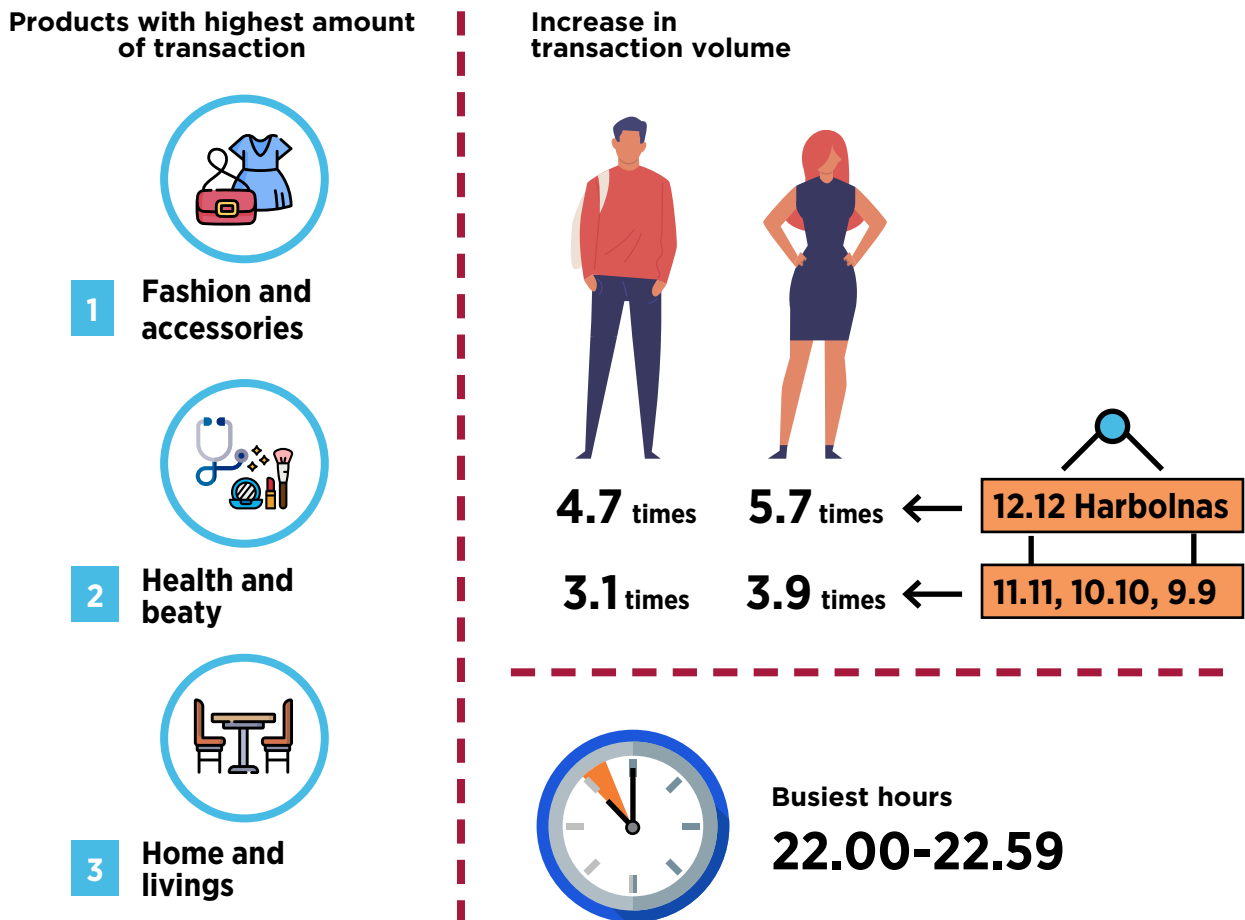 Products with highest amount
of transaction
1
Fashion and
accessories
2
Health and
beaty
3
Home and
livings
Increase in
transaction volume
4.7 times 5.7 times 12.12 Harbolnas
3.1 times 3.9 times 11.11, 10.10, 9.9
Busiest hours
22.00-22.59